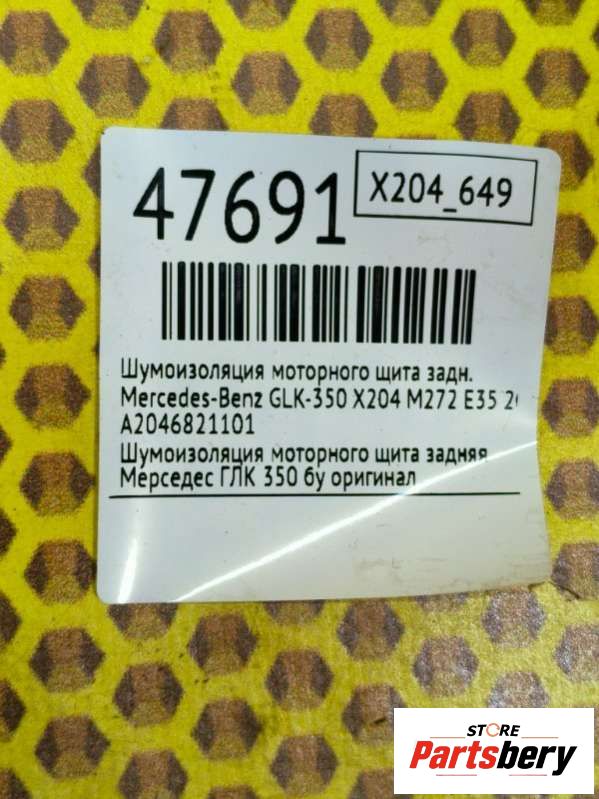 47691
X204_649
Шумоизоляция моторного щита задн.
Mercedes-Benz GLK-350 X204 M272 E35
A2046821101
Шумоизоляция моторного щита задняя
Мерседес ГЛК 350 бу оригинал
STORE
Partsbery